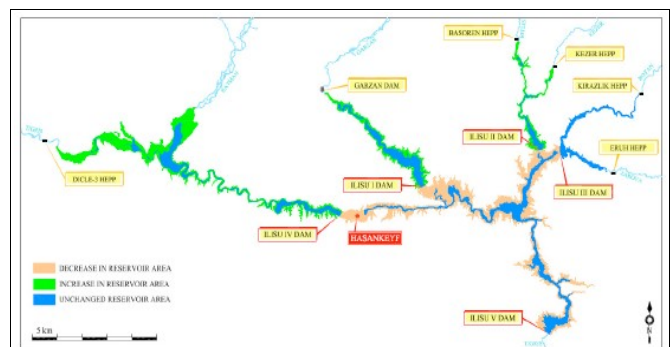 BASOREN HEPP
KEZER HEPP
GARZAN DAM
KIRAZLIK HEPP
ILISU II DAM
ERUH HEPP
DICLE-3 HEPP
ILISU I DAM
ILISU III DAM
ILISU IV DAM
HASANKEYF
DECREASE IN RESERVOIR AREA
INCREASE IN RESERVOIR AREA
UNCHANGED RESERVOIR AREA
ILISU V DAM
5 km
N